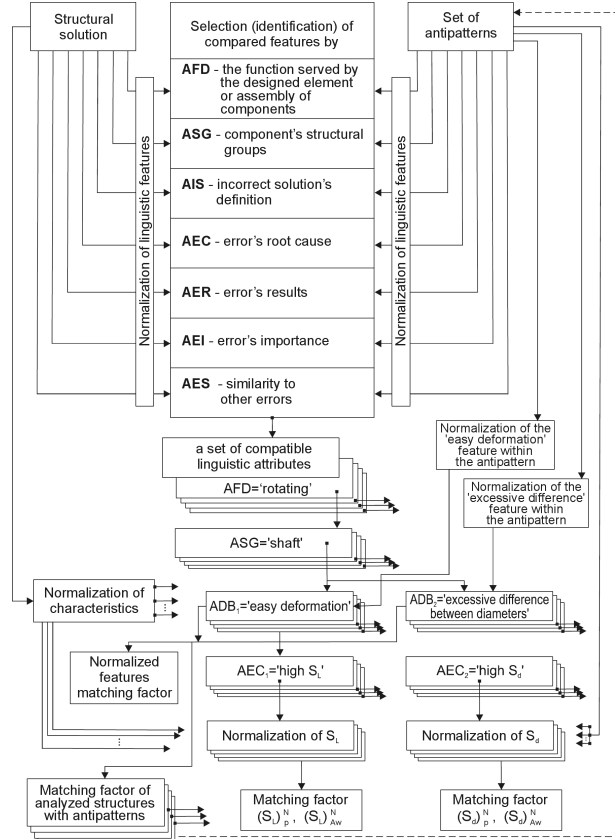 Structural
solution
Selection (identification) of
compared features by
Set of
antipatterns
Normalization of linguistic features
AFD - the function served by
the designed element
or assembly of
components
ASG - component's structural
groups
AIS - incorrect solution's
definition
AEC - error's root cause
AER - error's results
AEI - error's importance
AES - similarity to
other errors
Normalization of linguistic features
a set of compatible
linguistic attributes
AFD='rotating'
ASG='shaft'
Normalization of the
'easy deformation'
feature within
the antipattern
Normalization of the
'excessive difference'
feature within
the antipattern
Normalization of
characteristics
ADB1='easy deformation'
ADB2='excessive difference
between diameters'
Normalized
features
matching factor
AEC1='high SL'
AEC2='high Sd'
Normalization of SL
Normalization of Sd
Matching factor of
analyzed structures
with antipatterns
Matching factor
(SL)pN , (SL)AwN
Matching factor
(Sd)pN , (Sd)AwN